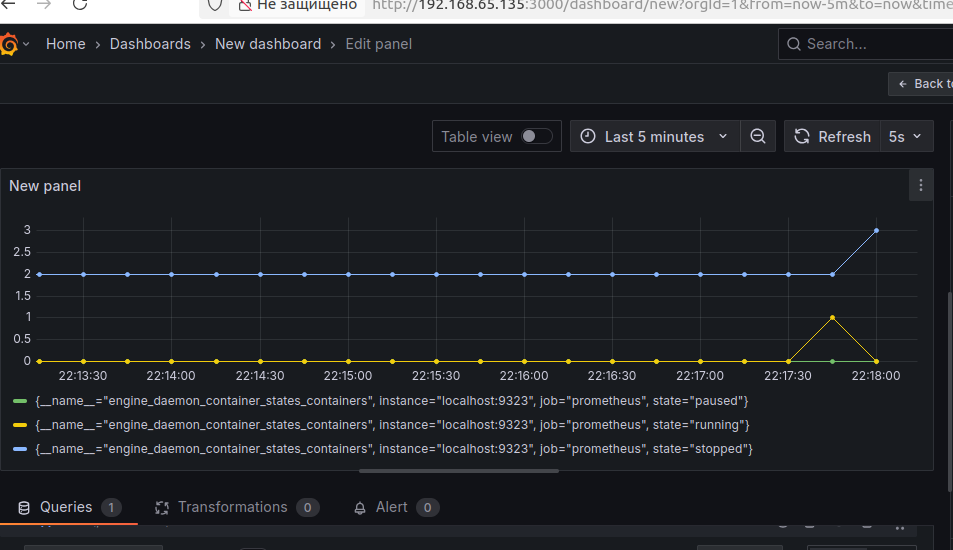 Не защищено http://192.168.65.135:3000/dashboard/new?orgId=1&from=now-5m&to=now&time
Home › Dashboards › New dashboard › Edit panel
Search...
Back to
Table view Last 5 minutes Refresh 5s
New panel
3
2.5
2
1.5
1
0.5
0
22:13:30 22:14:00 22:14:30 22:15:00 22:15:30 22:16:00 22:16:30 22:17:00 22:17:30 22:18:00
{__name__="engine_daemon_container_states_containers", instance="localhost:9323", job="prometheus", state="paused"}
{__name__="engine_daemon_container_states_containers", instance="localhost:9323", job="prometheus", state="running"}
{__name__="engine_daemon_container_states_containers", instance="localhost:9323", job="prometheus", state="stopped"}
Queries 1 Transformations 0 Alert 0